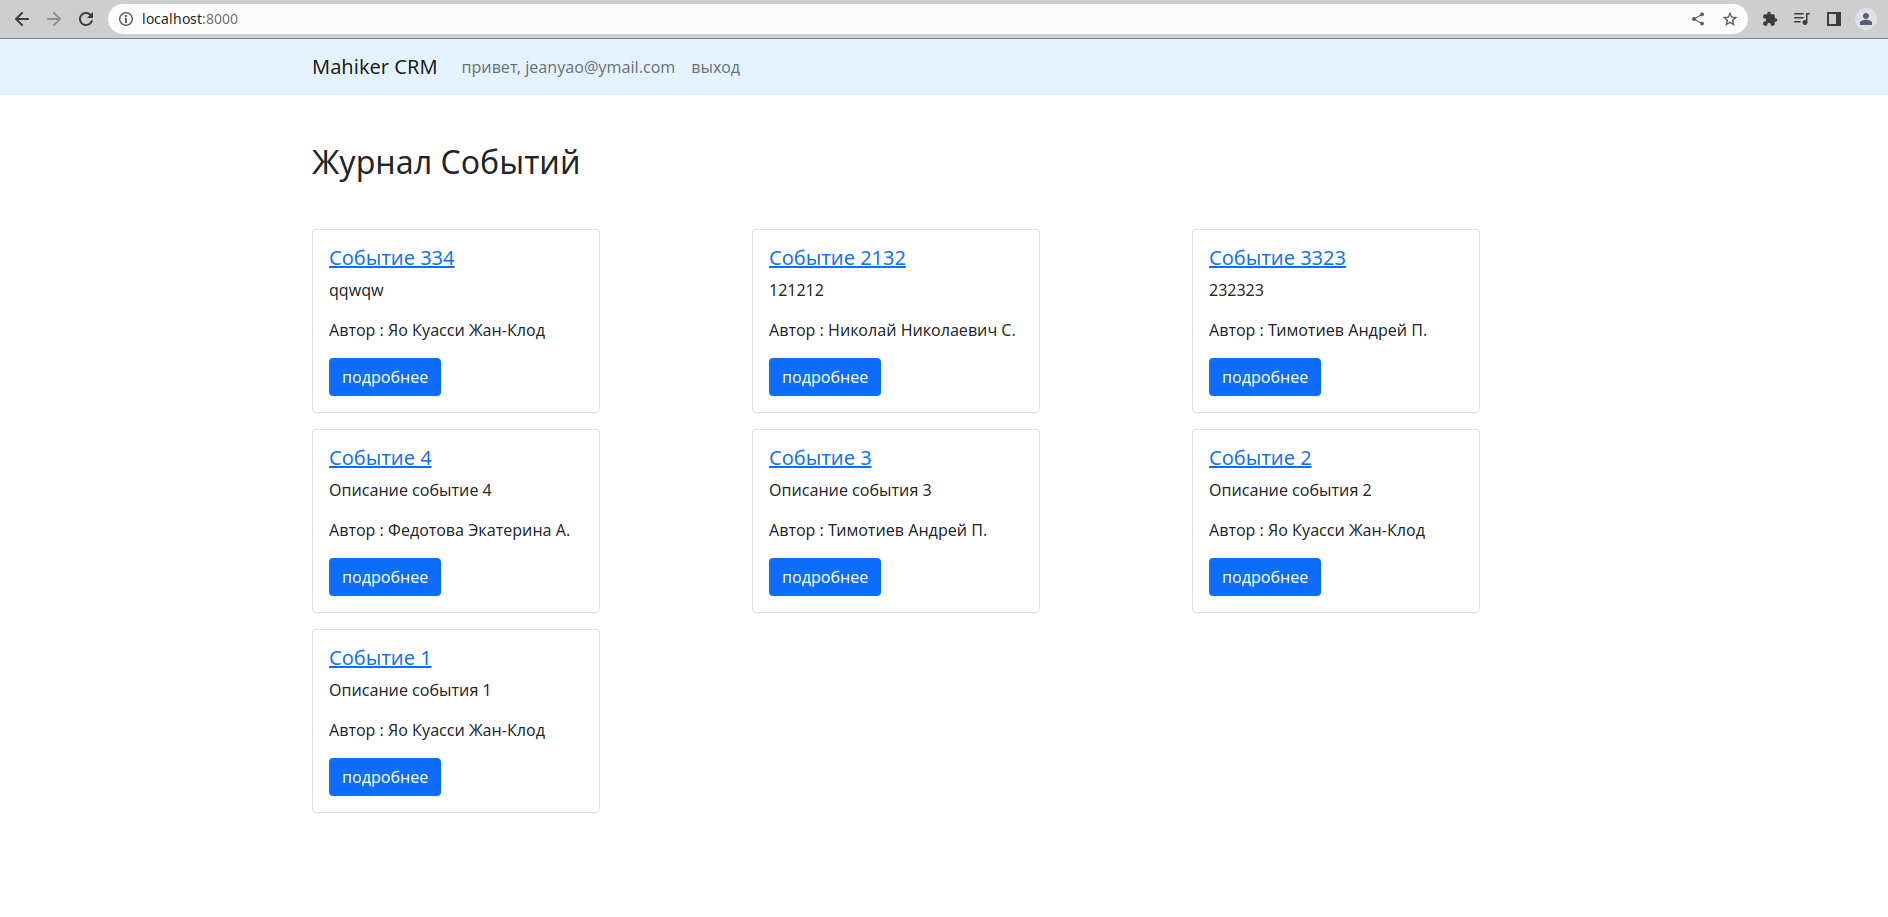 localhost:8000
Mahiker CRM привет, jeanyao@ymail.com выход
Журнал Событий
Событие 334
qqwqw
Автор : Яо Куасси Жан-Клод
подробнее
Событие 2132
121212
Автор : Николай Николаевич С.
подробнее
Событие 3323
232323
Автор : Тимотиев Андрей П.
подробнее
Событие 4
Описание событие 4
Автор : Федотова Экатерина А.
подробнее
Событие 3
Описание события 3
Автор : Тимотиев Андрей П.
подробнее
Событие 2
Описание события 2
Автор : Яо Куасси Жан-Клод
подробнее
Событие 1
Описание события 1
Автор : Яо Куасси Жан-Клод
подробнее